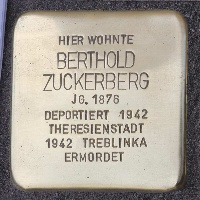 HIER WOHNTE
BERTHOLD
ZUCKERBERG
JG. 1876
DEPORTIERT 1942
THERESIENSTADT
1942 TREBLINKA
ERMORDET